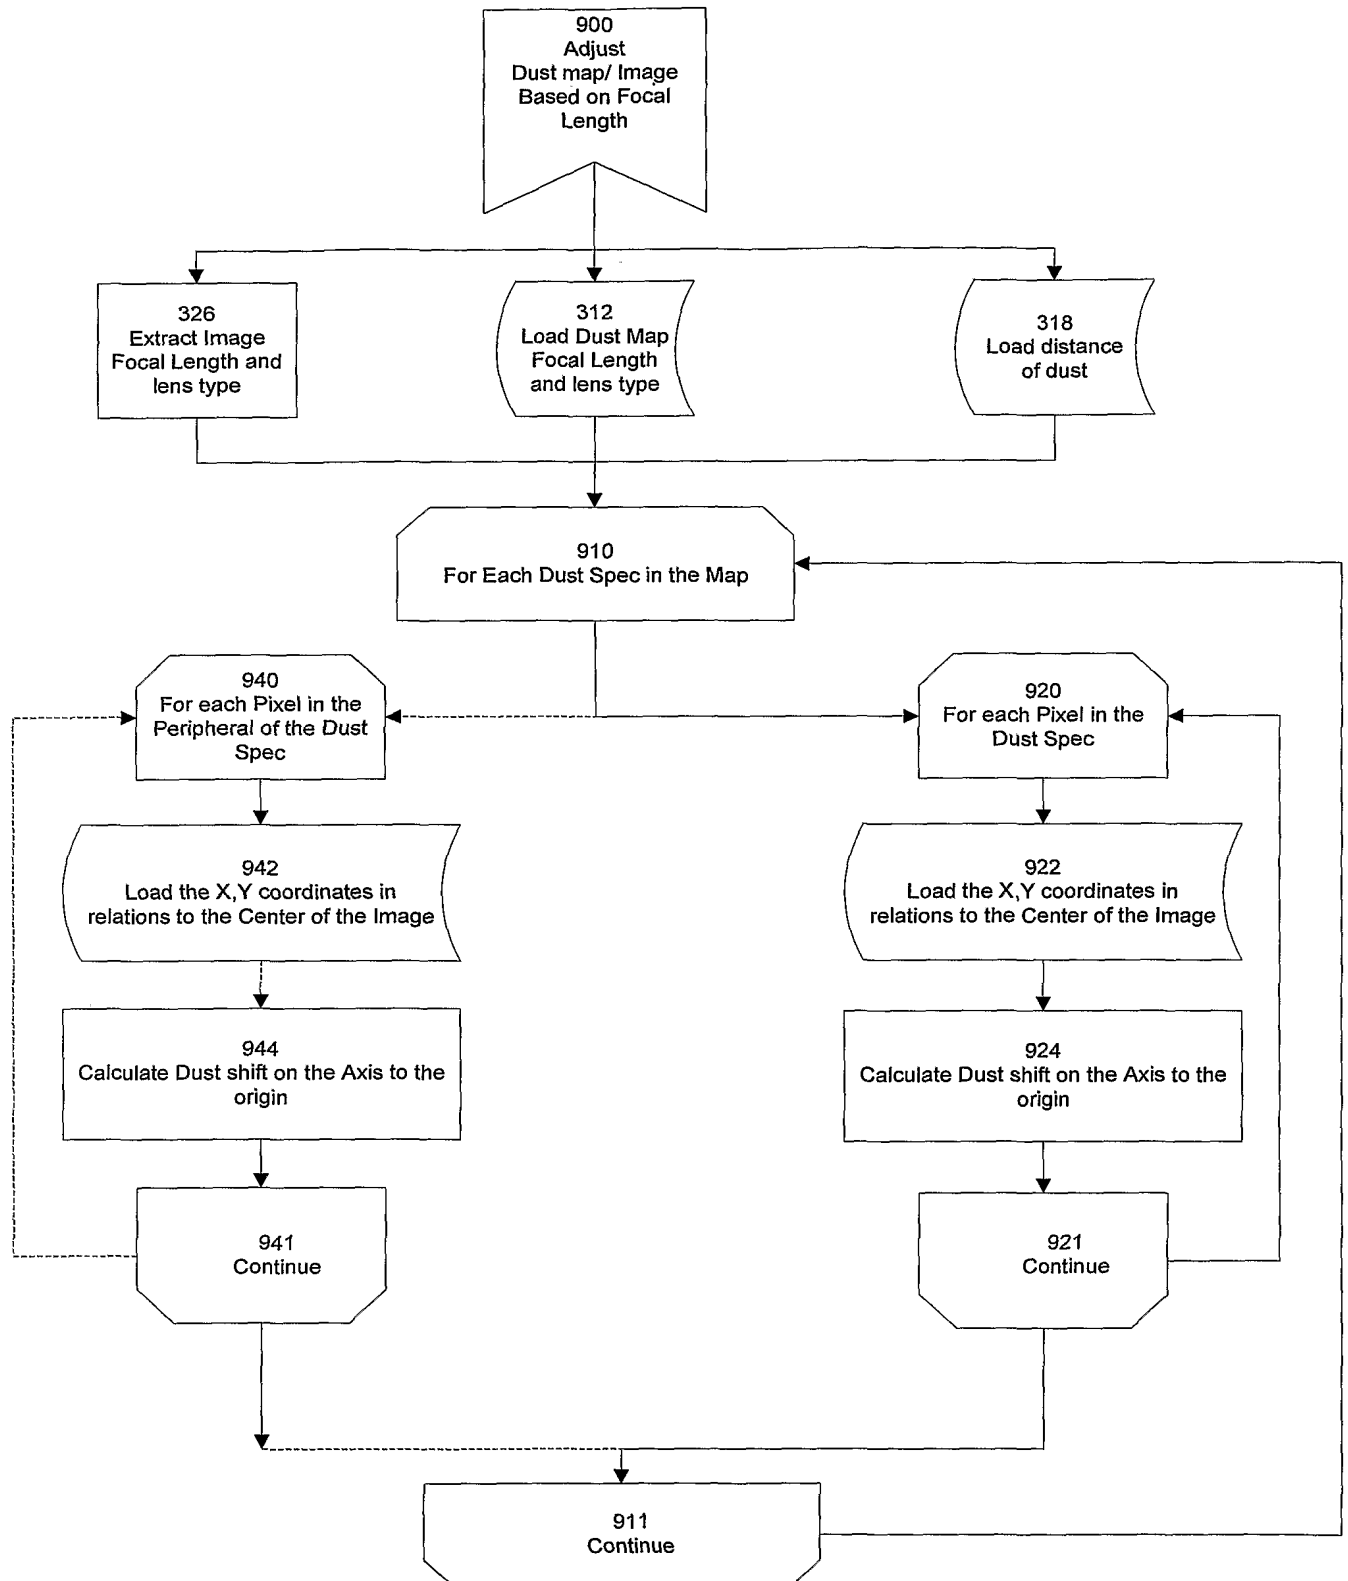 900
Adjust
Dust map/ Image
Based on Focal
Length
326
Extract Image
Focal Length and
lens type
312
Load Dust Map
Focal Length
and lens type
318
Load distance
of dust
910
For Each Dust Spec in the Map
940
For each Pixel in the
Peripheral of the Dust
Spec
920
For each Pixel in the
Dust Spec
942
Load the X,Y coordinates in
relations to the Center of the Image
922
Load the X,Y coordinates in
relations to the Center of the Image
944
Calculate Dust shift on the Axis to the
origin
924
Calculate Dust shift on the Axis to the
origin
941
Continue
921
Continue
911
Continue